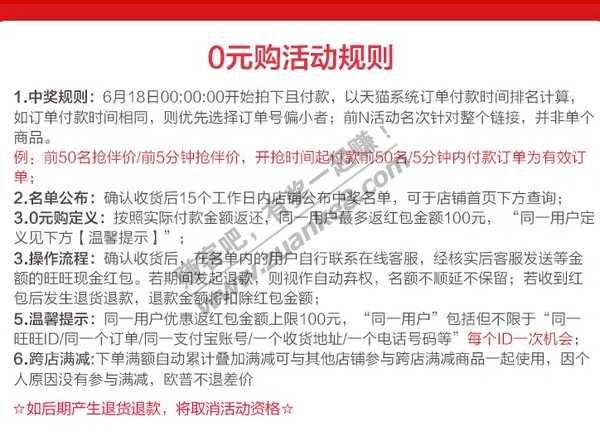 0元购活动规则
1.中奖规则：6月18日00:00:00开始拍下且付款，以天猫系统订单付款时间排名计算，
如订单付款时间相同，则优先选择订单号偏小者；前N活动名次针对整个链接，并非单个
商品。
例：前50名抢伴价/前5分钟抢伴价，开抢时间起付款前50名/5分钟内付款订单为有效订
单；
2.名单公布：确认收货后15个工作日内店铺公布中奖名单，可于店铺首页下方查询；
3.0元购定义：按照实际付款金额返还，同一用户最多返红包金额100元，“同一用户定
义见下方【温馨提示】”；
3.操作流程：确认收货后，在名单内的用户自行联系在线客服，经核实后客服发送等金
额的旺旺现金红包。若期间发起退款，则视作自动弃权，名额不顺延不保留；若收到红
包后发生退货退款，退款金额将扣除红包金额；
5.温馨提示：同一用户优惠返红包金额上限100元，“同一用户”包括但不限于“同一
旺旺ID/同一个订单/同一支付宝账号/一个收货地址/一个电话号码等”每个ID一次机会；
6.跨店满减:下单满额自动累计叠加满减可与其他店铺参与跨店满减商品一起使用，因个
人原因没有参与满减，欧普不退差价
☆如后期产生退货退款，将取消活动资格☆
赚客吧，有奖一起赚！
www.zuanke8.com